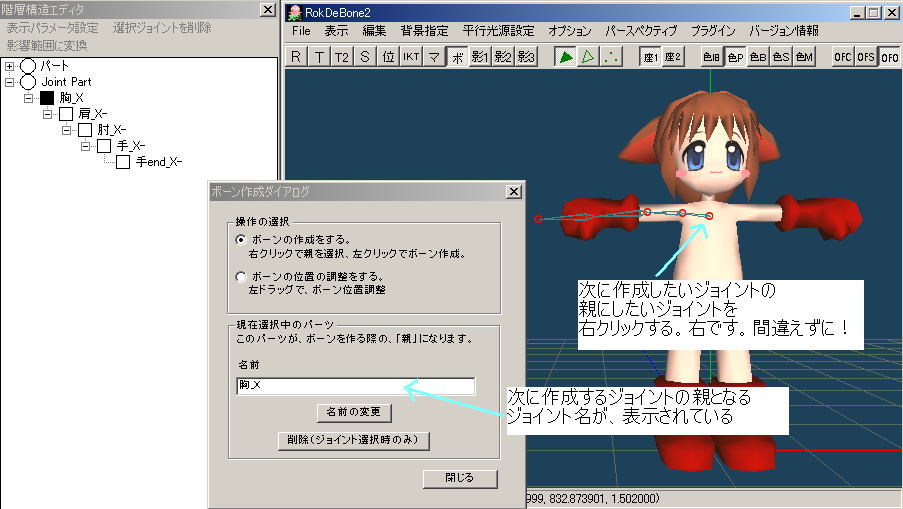 階層構造エディタ
表示パラメータ設定 選択ジョイントを削除
影響範囲に変換
パート
Joint Part
胸_X
肩_X-
肘_X-
手_X-
手end_X-
RokDeBone2
File 表示 編集 背景指定 平行光源設定 オプション パースペクティブ プラグイン バージョン情報
R T T2 S 位 IKT マ ボ 影1 影2 影3 座1 座2 色IB 色P 色B 色S 色M OFC OFS OFO
ボーン作成ダイアログ
操作の選択
ボーンの作成をする。
右クリックで親を選択、左クリックでボーン作成。
ボーンの位置の調整をする。
左ドラッグで、ボーン位置調整
現在選択中のパーツ
このパーツが、ボーンを作る際の、「親」になります。
名前
胸_X
名前の変更
削除(ジョイント選択時のみ)
閉じる
次に作成したいジョイントの
親にしたいジョイントを
右クリックする。右です。間違えずに!
次に作成するジョイントの親となる
ジョイント名が、表示されている
999, 832.873901, 1.502000)